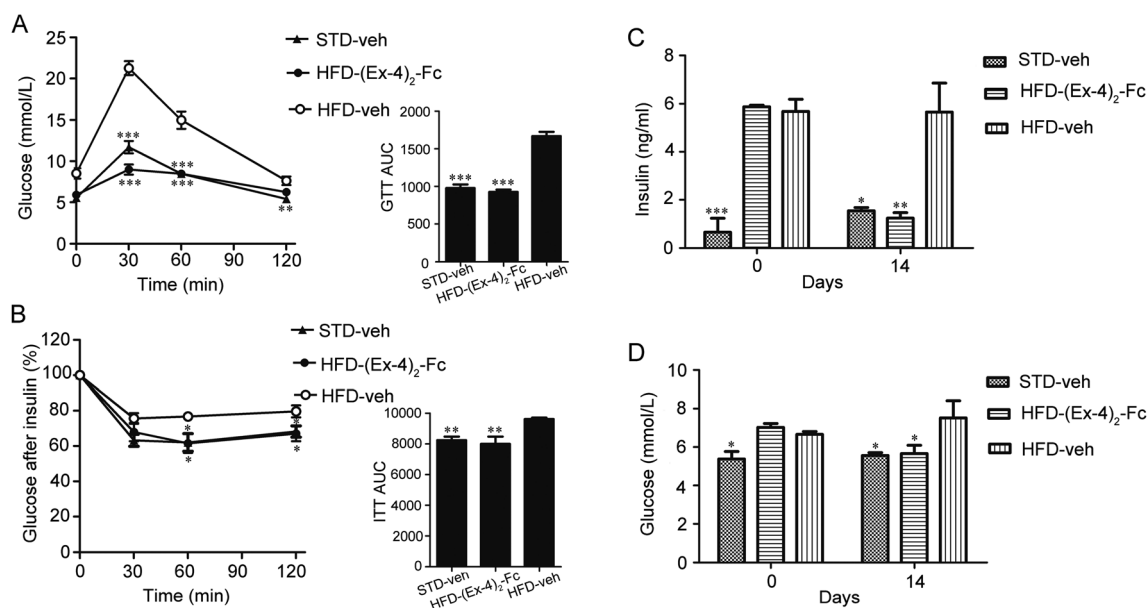 A
Glucose (mmol/L)
25
20
15
10
5
0
0 30 60 90 120
Time (min)
***
***
***
***
**
STD-veh
HFD-(Ex-4)₂-Fc
HFD-veh
GTT AUC
2000
1500
1000
500
0
*** ***
STD-veh
HFD-(Ex-4)₂-Fc
HFD-veh
B
Glucose after insulin (%)
120
100
80
60
40
20
0
0 30 60 90 120
Time (min)
*
*
*
*
STD-veh
HFD-(Ex-4)₂-Fc
HFD-veh
ITT AUC
10000
8000
6000
4000
2000
0
** **
STD-veh
HFD-(Ex-4)₂-Fc
HFD-veh
C
Insulin (ng/ml)
8
6
4
2
0
*** * **
0 14
Days
STD-veh
HFD-(Ex-4)₂-Fc
HFD-veh
D
Glucose (mmol/L)
10
8
6
4
2
0
* * *
0 14
Days
STD-veh
HFD-(Ex-4)₂-Fc
HFD-veh